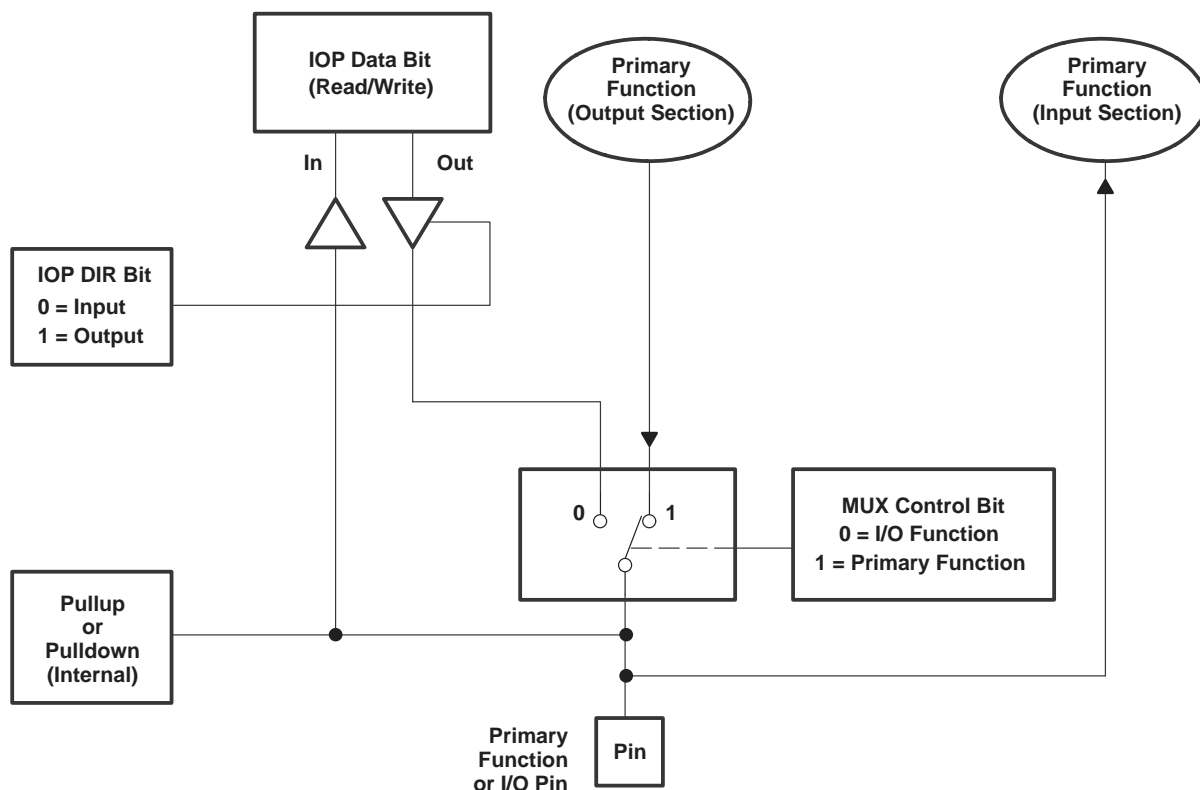 IOP Data Bit
(Read/Write)
Primary
Function
(Output Section)
Primary
Function
(Input Section)
In
Out
IOP DIR Bit
0 = Input
1 = Output
0
1
MUX Control Bit
0 = I/O Function
1 = Primary Function
Pullup
or
Pulldown
(Internal)
Primary
Function
or I/O Pin
Pin